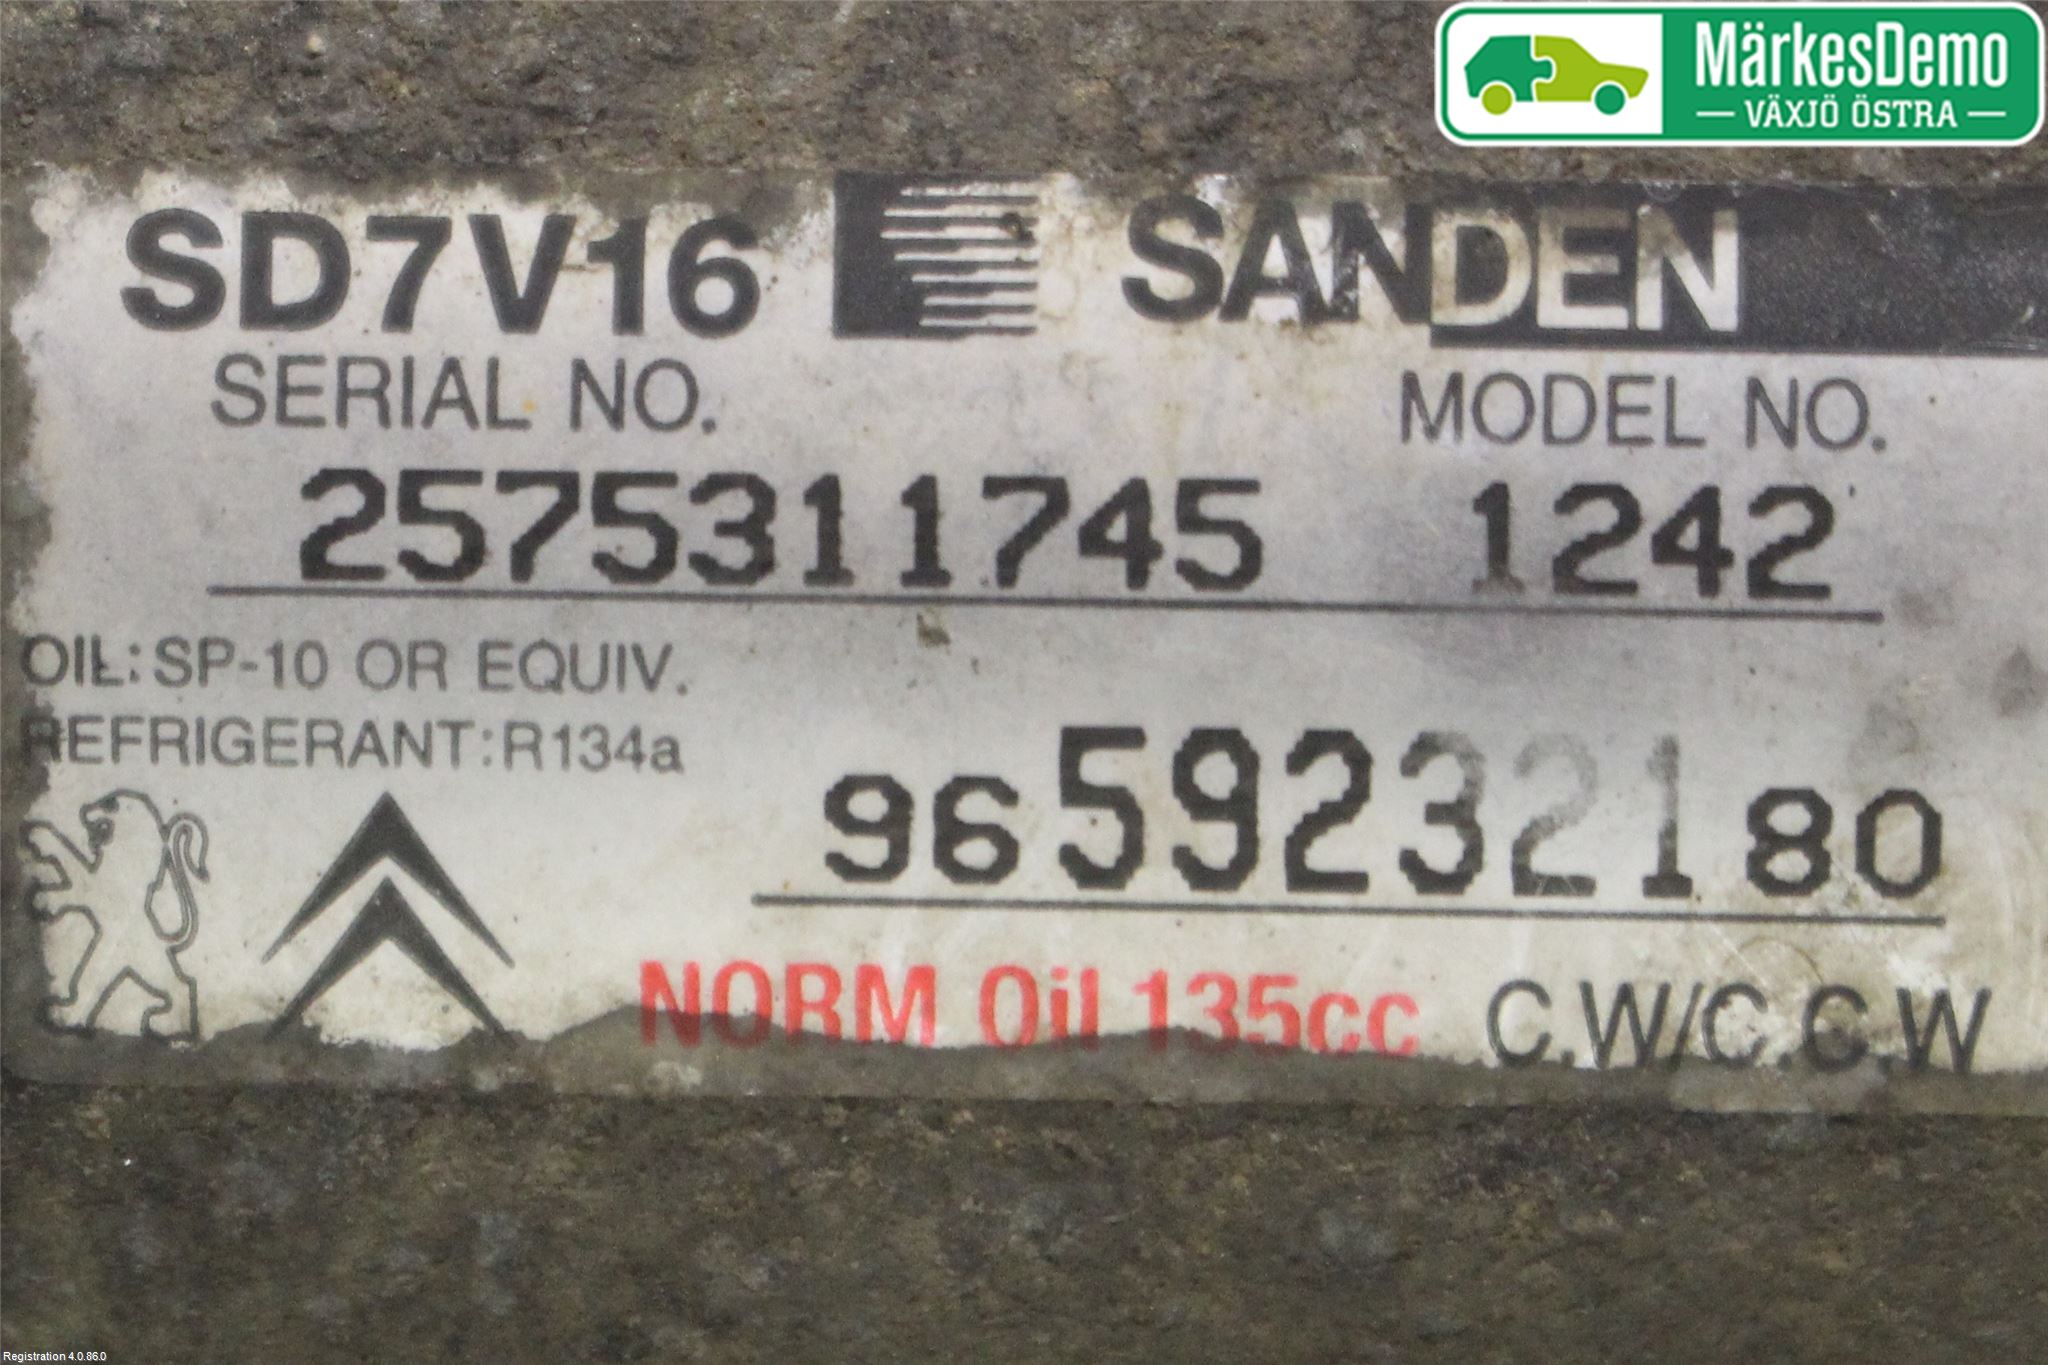 MärkesDemo
VÄXJÖ ÖSTRA
SD7V16 SANDEN
SERIAL NO. MODEL NO.
2575311745 1242
OIL: SP-10 OR EQUIV.
REFRIGERANT: R134a
9659232180
NORM Oil 135cc C.W/C.C.W
Registration 4.0.86.0